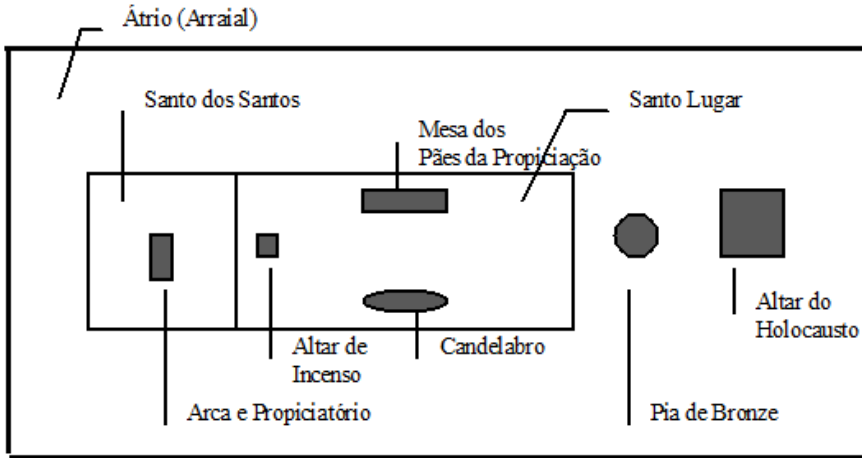 Átrio (Arraial)
Santo dos Santos
Santo Lugar
Mesa dos
Pães da Propiciação
Altar do
Holocausto
Altar de
Incenso
Candelabro
Arca e Propiciatório
Pia de Bronze